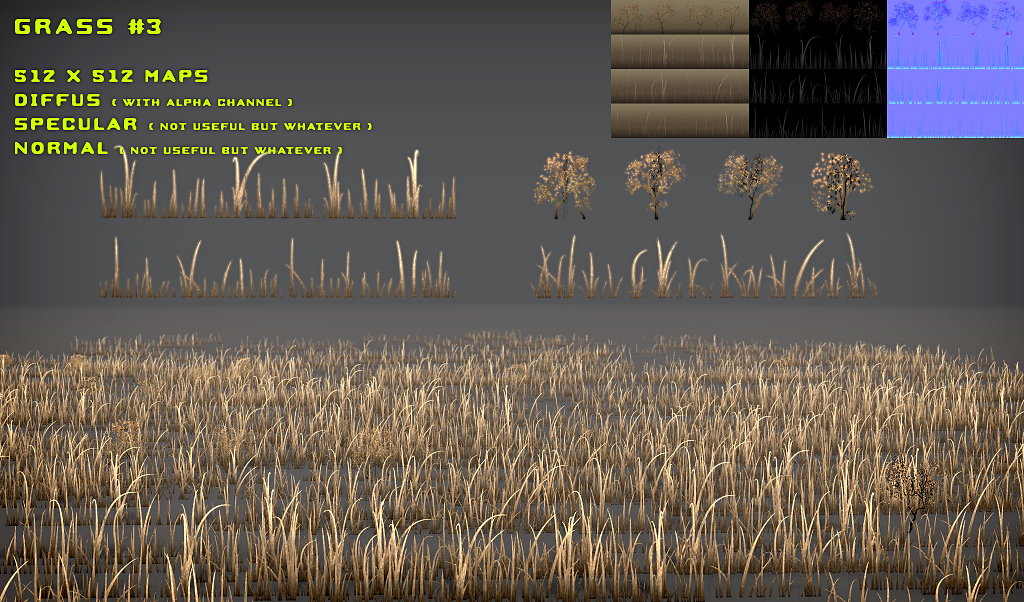 GRASS #3
512 X 512 MAPS
DIFFUS ( WITH ALPHA CHANNEL )
SPECULAR ( NOT USEFUL BUT WHATEVER )
NORMAL ( NOT USEFUL BUT WHATEVER )